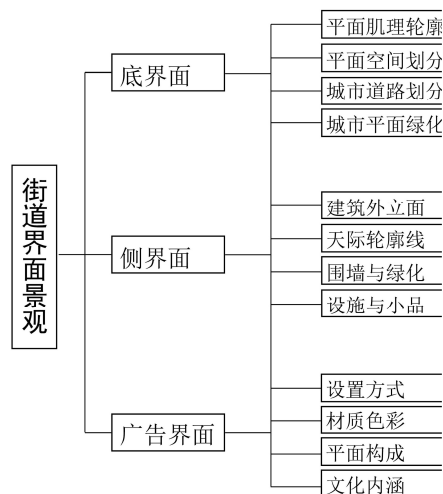 街道界面景观
底界面
平面肌理轮廓
平面空间划分
城市道路划分
城市平面绿化
侧界面
建筑外立面
天际轮廓线
围墙与绿化
设施与小品
广告界面
设置方式
材质色彩
平面构成
文化内涵